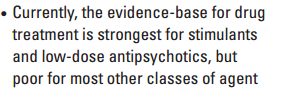 • Currently, the evidence-base for drug
treatment is strongest for stimulants
and low-dose antipsychotics, but
poor for most other classes of agent